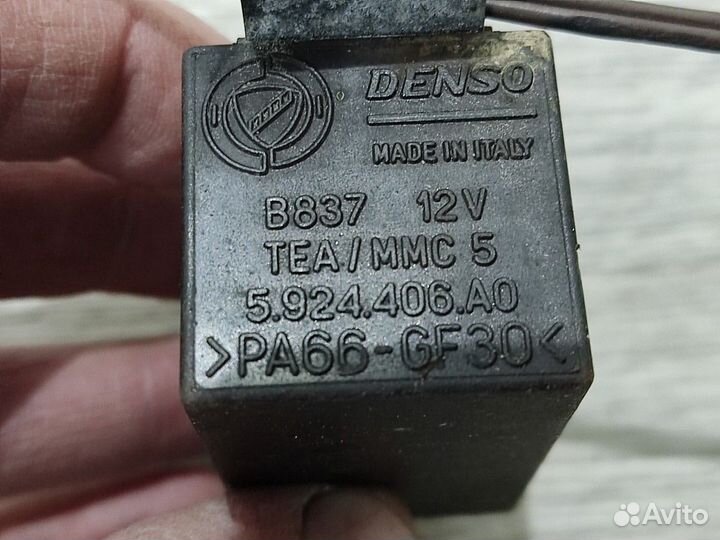 DENSO
MADE IN ITALY
B837 12V
TEA/MMC 5
5.924.406.A0
>PA66-GF30<
Avito